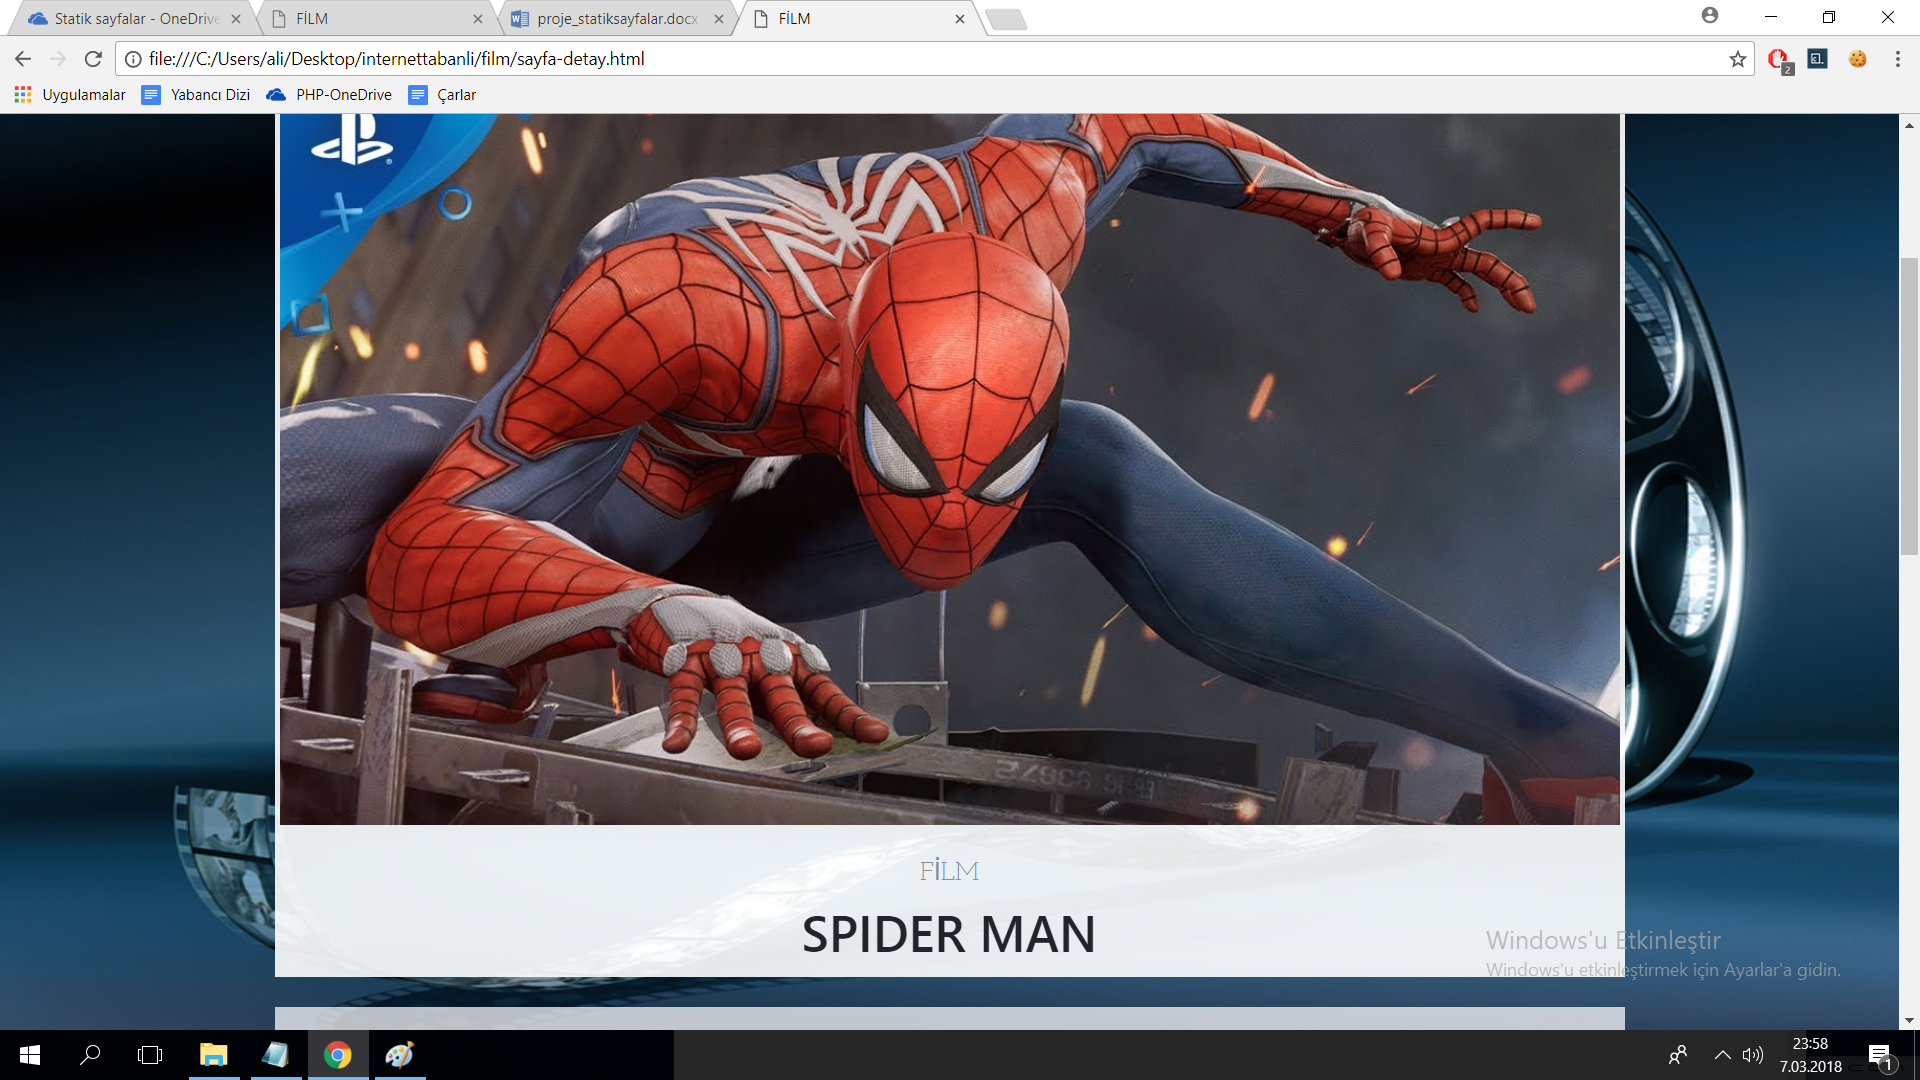 Statik sayfalar - OneDrive
FİLM
proje_statiksayfalar.docx
FİLM
file:///C:/Users/ali/Desktop/internettabanli/film/sayfa-detay.html
2
Uygulamalar
Yabancı Dizi
PHP-OneDrive
Çarlar
FİLM
SPIDER MAN
Windows'u Etkinleştir
Windows'u etkinleştirmek için Ayarlar'a gidin.
23:58
7.03.2018
1